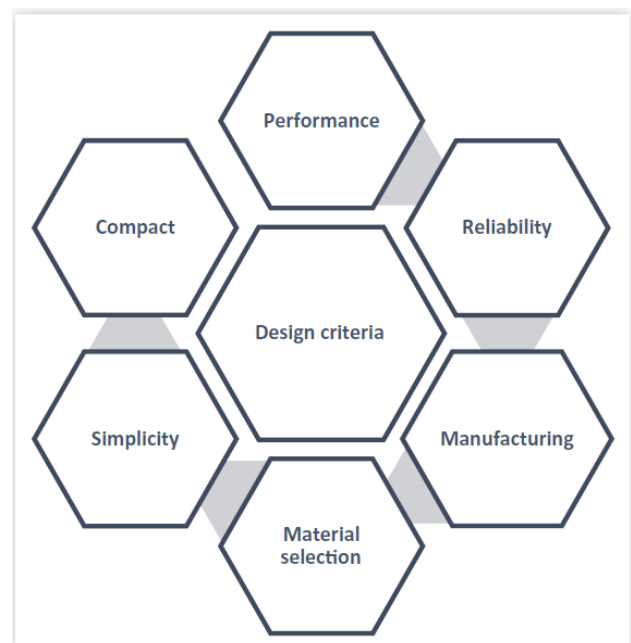 Performance
Compact
Reliability
Design criteria
Simplicity
Manufacturing
Material
selection